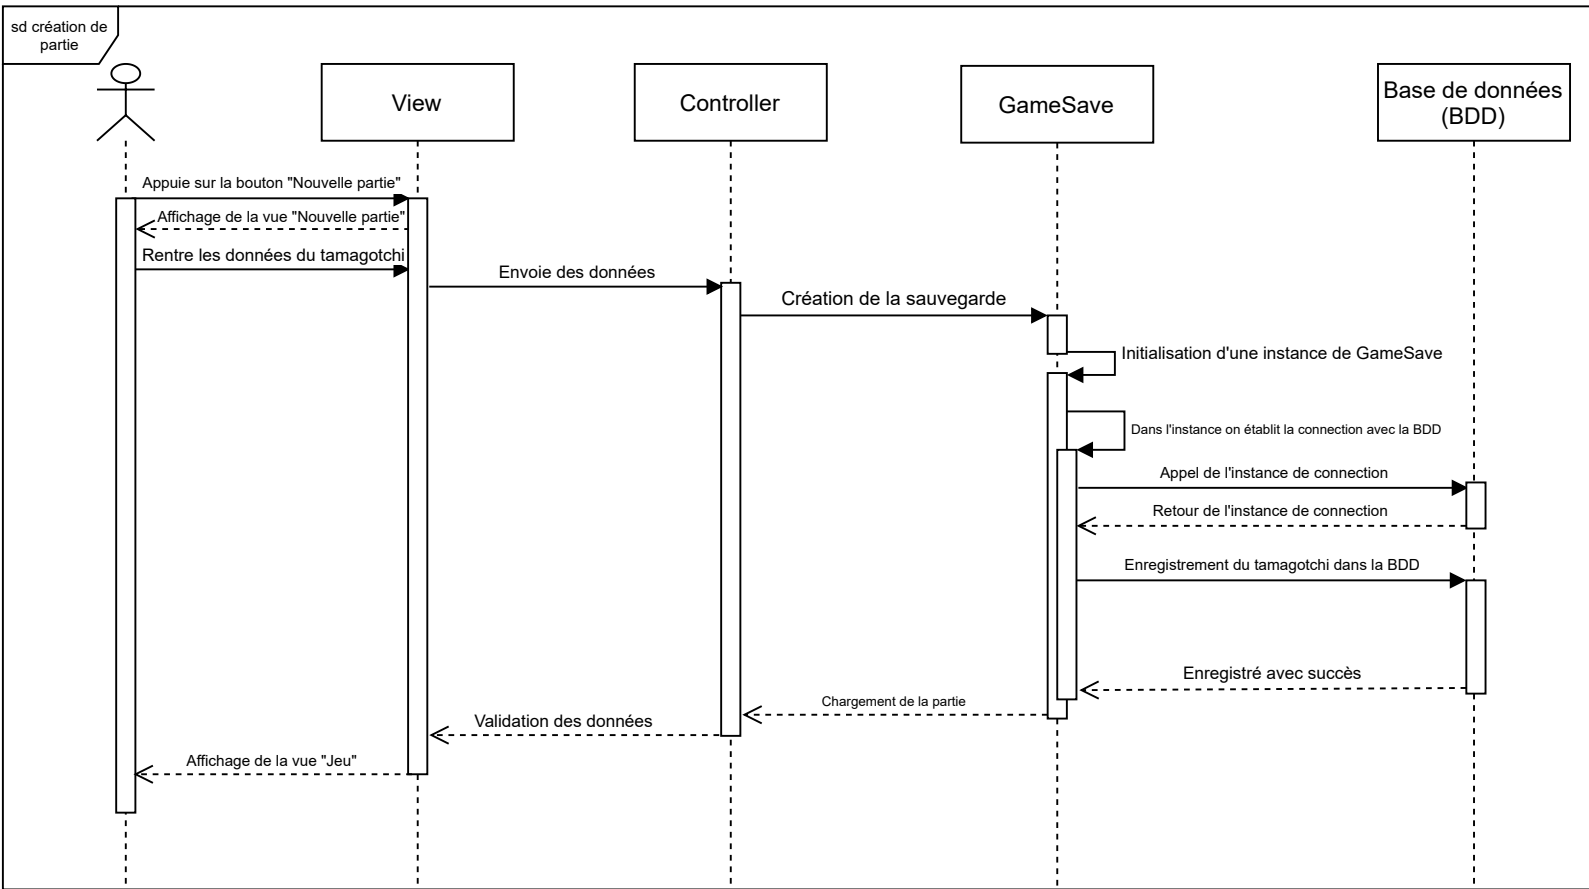 sd création de
partie
View
Controller
GameSave
Base de données
(BDD)
Appuie sur la bouton "Nouvelle partie"
Affichage de la vue "Nouvelle partie"
Rentre les données du tamagotchi
Envoie des données
Création de la sauvegarde
Initialisation d'une instance de GameSave
Dans l'instance on établit la connection avec la BDD
Appel de l'instance de connection
Retour de l'instance de connection
Enregistrement du tamagotchi dans la BDD
Enregistré avec succès
Chargement de la partie
Validation des données
Affichage de la vue "Jeu"